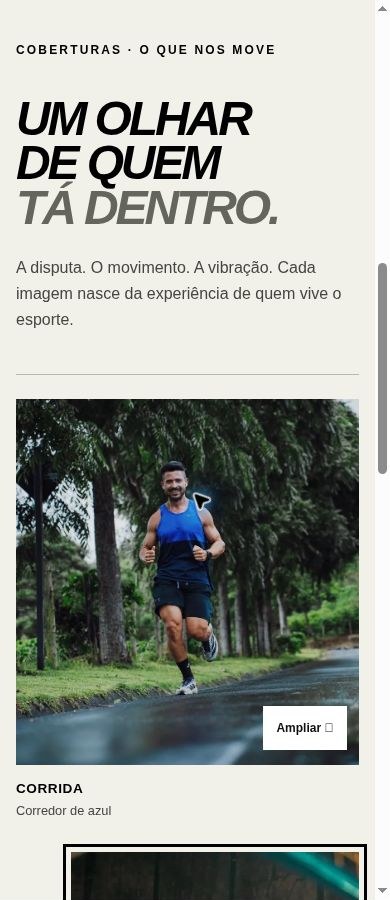 COBERTURAS · O QUE NOS MOVE
UM OLHAR
DE QUEM
TÁ DENTRO.
A disputa. O movimento. A vibração. Cada
imagem nasce da experiência de quem vive o
esporte.
Ampliar
CORRIDA
Corredor de azul